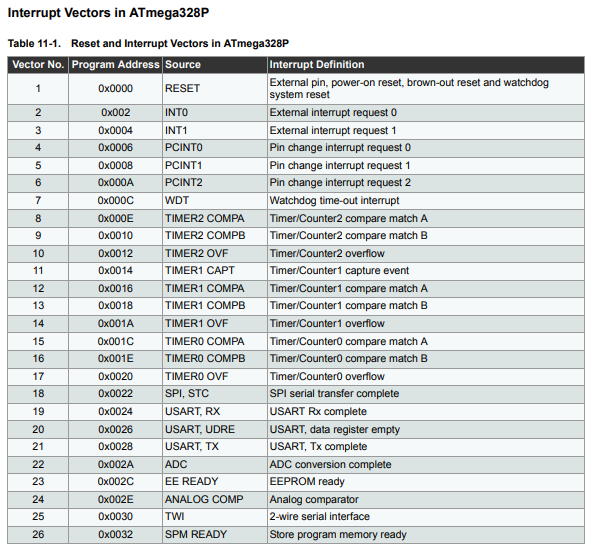 Interrupt Vectors in ATmega328P
Table 11-1. Reset and Interrupt Vectors in ATmega328P
Vector No. Program Address Source Interrupt Definition
1 0x0000 RESET External pin, power-on reset, brown-out reset and watchdog
system reset
2 0x002 INT0 External interrupt request 0
3 0x0004 INT1 External interrupt request 1
4 0x0006 PCINT0 Pin change interrupt request 0
5 0x0008 PCINT1 Pin change interrupt request 1
6 0x000A PCINT2 Pin change interrupt request 2
7 0x000C WDT Watchdog time-out interrupt
8 0x000E TIMER2 COMPA Timer/Counter2 compare match A
9 0x0010 TIMER2 COMPB Timer/Counter2 compare match B
10 0x0012 TIMER2 OVF Timer/Counter2 overflow
11 0x0014 TIMER1 CAPT Timer/Counter1 capture event
12 0x0016 TIMER1 COMPA Timer/Counter1 compare match A
13 0x0018 TIMER1 COMPB Timer/Counter1 compare match B
14 0x001A TIMER1 OVF Timer/Counter1 overflow
15 0x001C TIMER0 COMPA Timer/Counter0 compare match A
16 0x001E TIMER0 COMPB Timer/Counter0 compare match B
17 0x0020 TIMER0 OVF Timer/Counter0 overflow
18 0x0022 SPI, STC SPI serial transfer complete
19 0x0024 USART, RX USART Rx complete
20 0x0026 USART, UDRE USART, data register empty
21 0x0028 USART, TX USART, Tx complete
22 0x002A ADC ADC conversion complete
23 0x002C EE READY EEPROM ready
24 0x002E ANALOG COMP Analog comparator
25 0x0030 TWI 2-wire serial interface
26 0x0032 SPM READY Store program memory ready